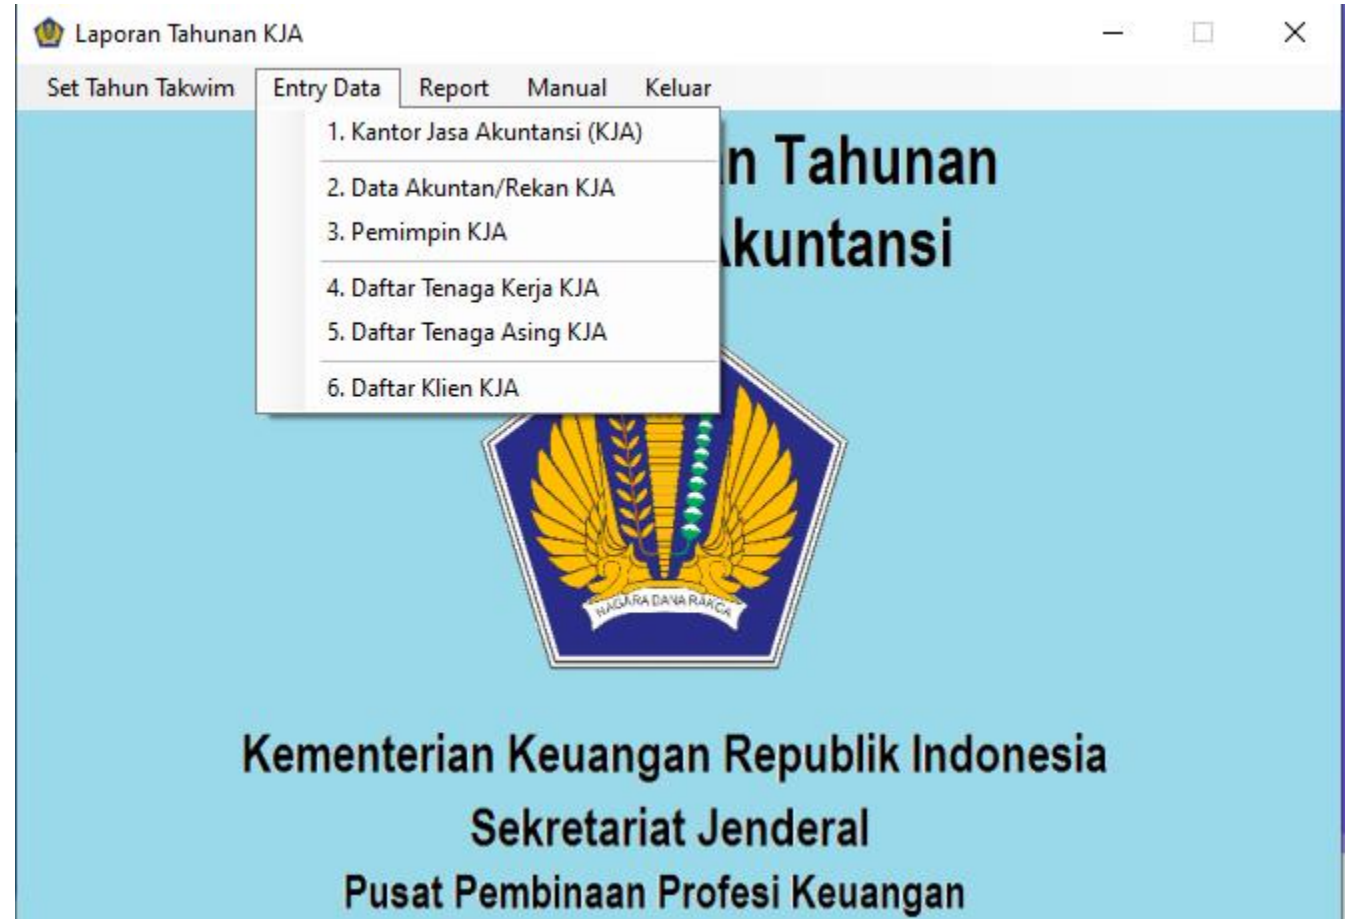 Laporan Tahunan KJA
Set Tahun Takwim Entry Data Report Manual Keluar
1. Kantor Jasa Akuntansi (KJA)
2. Data Akuntan/Rekan KJA
3. Pemimpin KJA
4. Daftar Tenaga Kerja KJA
5. Daftar Tenaga Asing KJA
6. Daftar Klien KJA
n Tahunan
kuntansi
NAGARA DANA RAKCA
Kementerian Keuangan Republik Indonesia
Sekretariat Jenderal
Pusat Pembinaan Profesi Keuangan